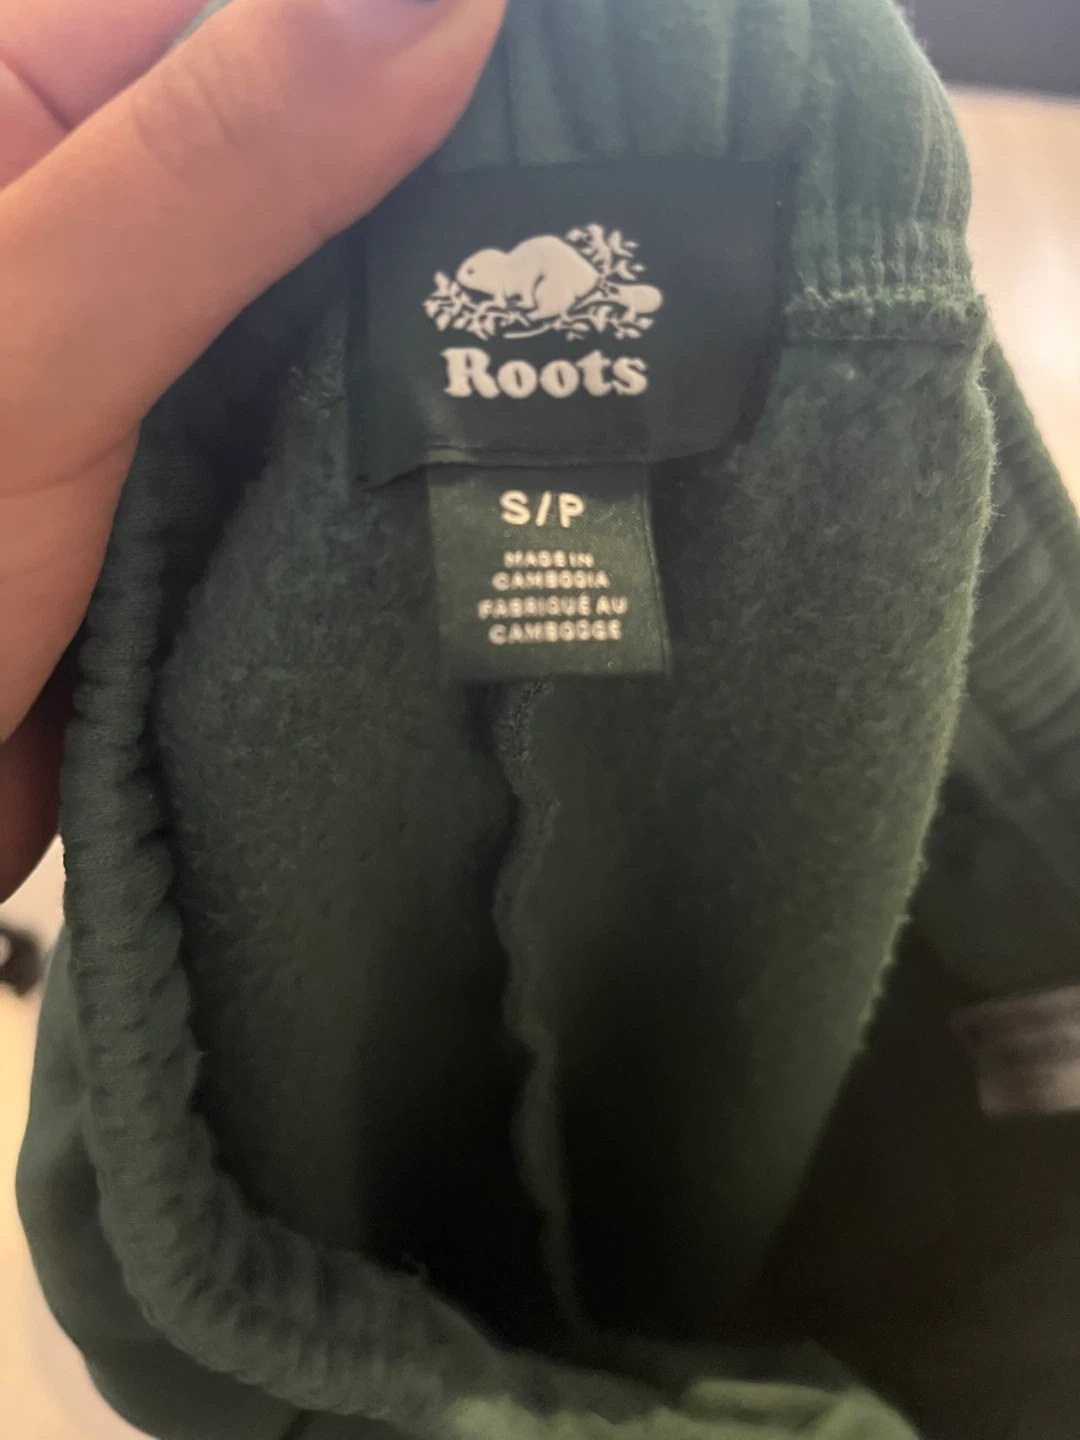 Roots
S/P
MADE IN
CAMBODIA
FABRIQUÉ AU
CAMBODGE